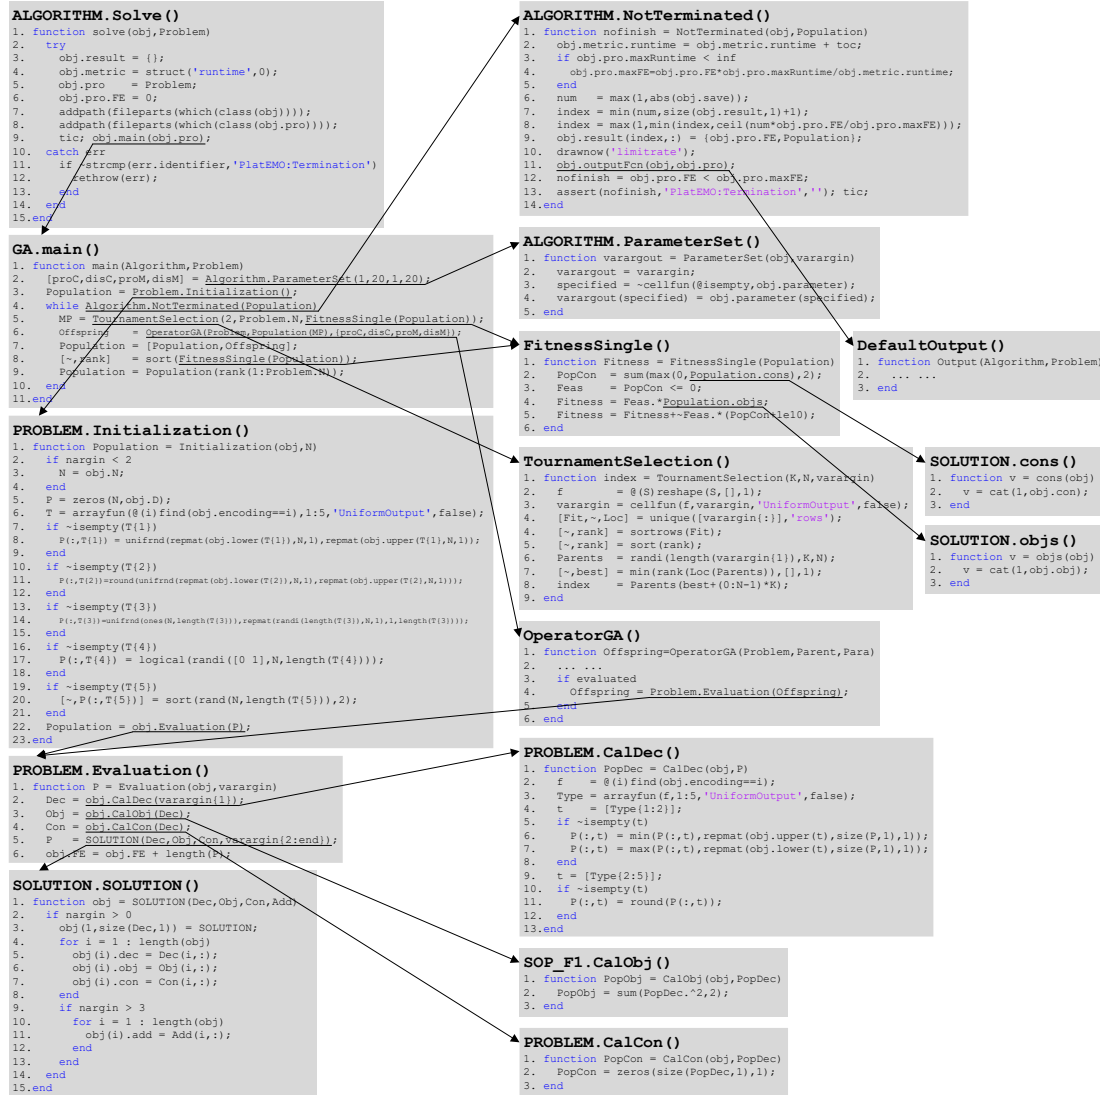 ALGORITHM.Solve()
1. function solve(obj,Problem)
2. try
3. obj.result = {};
4. obj.metric = struct('runtime',0);
5. obj.pro = Problem;
6. obj.pro.FE = 0;
7. addpath(fileparts(which(class(obj))));
8. addpath(fileparts(which(class(obj.pro))));
9. tic; obj.main(obj.pro);
10. catch err
11. if ~strcmp(err.identifier,'PlatEMO:Termination')
12. rethrow(err);
13. end
14. end
15.end
GA.main()
1. function main(Algorithm,Problem)
2. [proC,disC,proM,disM] = Algorithm.ParameterSet(1,20,1,20);
3. Population = Problem.Initialization();
4. while Algorithm.NotTerminated(Population)
5. MP = TournamentSelection(2,Problem.N,FitnessSingle(Population));
6. Offspring = OperatorGA(Problem,Population(MP),{proC,disC,proM,disM});
7. Population = [Population,Offspring];
8. [~,rank] = sort(FitnessSingle(Population));
9. Population = Population(rank(1:Problem.N));
10. end
11.end
PROBLEM.Initialization()
1. function Population = Initialization(obj,N)
2. if nargin < 2
3. N = obj.N;
4. end
5. P = zeros(N,obj.D);
6. T = arrayfun(@(i)find(obj.encoding==i),1:5,'UniformOutput',false);
7. if ~isempty(T{1})
8. P(:,T{1}) = unifrnd(repmat(obj.lower(T{1}),N,1),repmat(obj.upper(T{1},N,1));
9. end
10. if ~isempty(T{2})
11. P(:,T{2})=round(unifrnd(repmat(obj.lower(T{2}),N,1),repmat(obj.upper(T{2},N,1)));
12. end
13. if ~isempty(T{3})
14. P(:,T{3})=unifrnd(ones(N,length(T{3})),repmat(randi(length(T{3}),N,1),1,length(T{3})));
15. end
16. if ~isempty(T{4})
17. P(:,T{4}) = logical(randi([0 1],N,length(T{4})));
18. end
19. if ~isempty(T{5})
20. [~,P(:,T{5})] = sort(rand(N,length(T{5})),2);
21. end
22. Population = obj.Evaluation(P);
23.end
PROBLEM.Evaluation()
1. function P = Evaluation(obj,varargin)
2. Dec = obj.CalDec(varargin{1});
3. Obj = obj.CalObj(Dec);
4. Con = obj.CalCon(Dec);
5. P = SOLUTION(Dec,Obj,Con,varargin{2:end});
6. obj.FE = obj.FE + length(P);
SOLUTION.SOLUTION()
1. function obj = SOLUTION(Dec,Obj,Con,Add)
2. if nargin > 0
3. obj(1,size(Dec,1)) = SOLUTION;
4. for i = 1 : length(obj)
5. obj(i).dec = Dec(i,:);
6. obj(i).obj = Obj(i,:);
7. obj(i).con = Con(i,:);
8. end
9. if nargin > 3
10. for i = 1 : length(obj)
11. obj(i).add = Add(i,:);
12. end
13. end
14. end
15.end
ALGORITHM.NotTerminated()
1. function nofinish = NotTerminated(obj,Population)
2. obj.metric.runtime = obj.metric.runtime + toc;
3. if obj.pro.maxRuntime < inf
4. obj.pro.maxFE=obj.pro.FE*obj.pro.maxRuntime/obj.metric.runtime;
5. end
6. num = max(1,abs(obj.save));
7. index = min(num,size(obj.result,1)+1);
8. index = max(1,min(index,ceil(num*obj.pro.FE/obj.pro.maxFE)));
9. obj.result(index,:) = {obj.pro.FE,Population};
10. drawnow('limitrate');
11. obj.outputFcn(obj,obj.pro);
12. nofinish = obj.pro.FE < obj.pro.maxFE;
13. assert(nofinish,'PlatEMO:Termination',''); tic;
14.end
ALGORITHM.ParameterSet()
1. function varargout = ParameterSet(obj,varargin)
2. varargout = varargin;
3. specified = ~cellfun(@isempty,obj.parameter);
4. varargout(specified) = obj.parameter(specified);
5. end
FitnessSingle()
1. function Fitness = FitnessSingle(Population)
2. PopCon = sum(max(0,Population.cons),2);
3. Feas = PopCon <= 0;
4. Fitness = Feas.*Population.objs;
5. Fitness = Fitness+~Feas.*(PopCon+1e10);
6. end
DefaultOutput()
1. function Output(Algorithm,Problem)
2. ... ...
3. end
TournamentSelection()
1. function index = TournamentSelection(K,N,varargin)
2. f = @(S)reshape(S,[],1);
3. varargin = cellfun(f,varargin,'UniformOutput',false);
4. [Fit,~,Loc] = unique([varargin{:}],'rows');
4. [~,rank] = sortrows(Fit);
5. [~,rank] = sort(rank);
6. Parents = randi(length(varargin{1}),K,N);
7. [~,best] = min(rank(Loc(Parents)),[],1);
8. index = Parents(best+(0:N-1)*K);
9. end
SOLUTION.cons()
1. function v = cons(obj)
2. v = cat(1,obj.con);
3. end
SOLUTION.objs()
1. function v = objs(obj)
2. v = cat(1,obj.obj);
3. end
OperatorGA()
1. function Offspring=OperatorGA(Problem,Parent,Para)
2. ... ...
3. if evaluated
4. Offspring = Problem.Evaluation(Offspring);
5. end
6. end
PROBLEM.CalDec()
1. function PopDec = CalDec(obj,P)
2. f = @(i)find(obj.encoding==i);
3. Type = arrayfun(f,1:5,'UniformOutput',false);
4. t = [Type{1:2}];
5. if ~isempty(t)
6. P(:,t) = min(P(:,t),repmat(obj.upper(t),size(P,1),1));
7. P(:,t) = max(P(:,t),repmat(obj.lower(t),size(P,1),1));
8. end
9. t = [Type{2:5}];
10. if ~isempty(t)
11. P(:,t) = round(P(:,t));
12. end
13.end
SOP_F1.CalObj()
1. function PopObj = CalObj(obj,PopDec)
2. PopObj = sum(PopDec.^2,2);
3. end
PROBLEM.CalCon()
1. function PopCon = CalCon(obj,PopDec)
2. PopCon = zeros(size(PopDec,1),1);
3. end